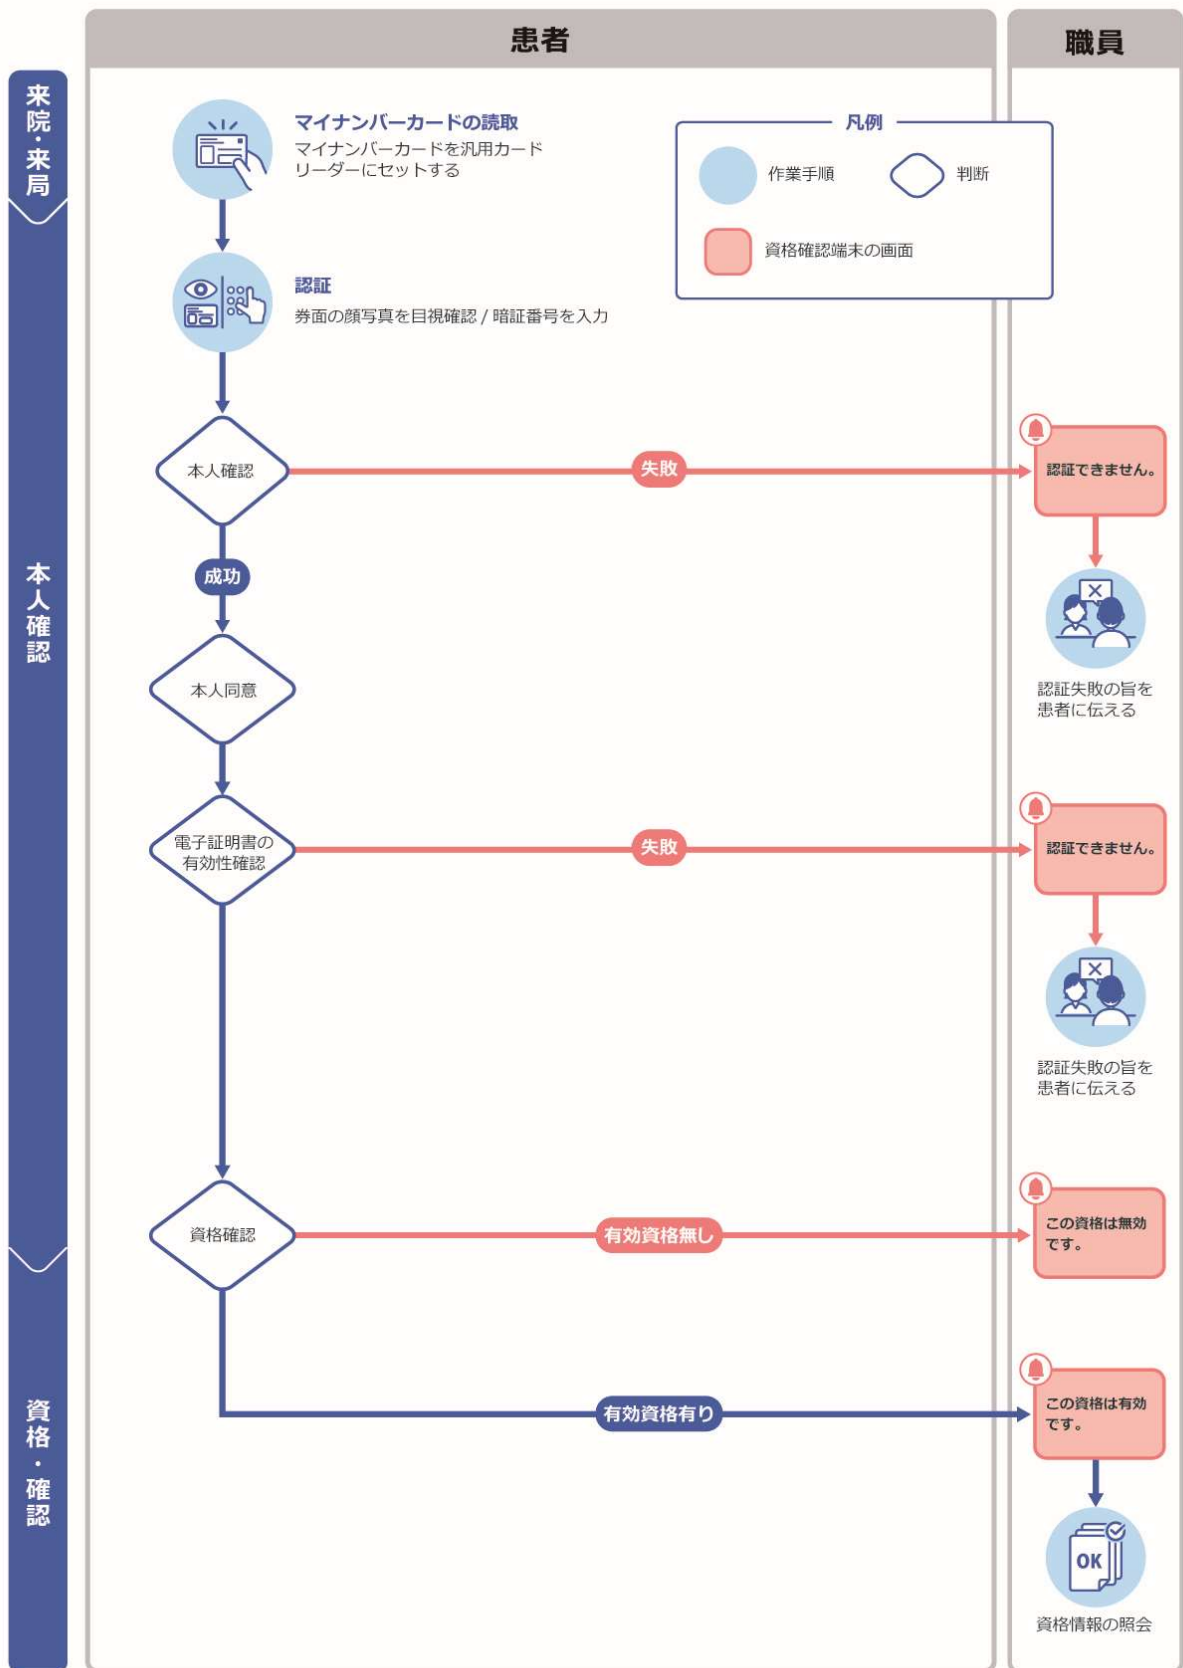 患者
職員
来院・来局
マイナンバーカードの読取
マイナンバーカードを汎用カード
リーダーにセットする
凡例
作業手順
判断
資格確認端末の画面
認証
券面の顔写真を目視確認 / 暗証番号を入力
本人確認
本人確認
失敗
認証できません。
成功
認証失敗の旨を
患者に伝える
本人同意
電子証明書の
有効性確認
失敗
認証できません。
認証失敗の旨を
患者に伝える
資格確認
有効資格無し
この資格は無効
です。
資格・確認
有効資格有り
この資格は有効
です。
OK
資格情報の照会